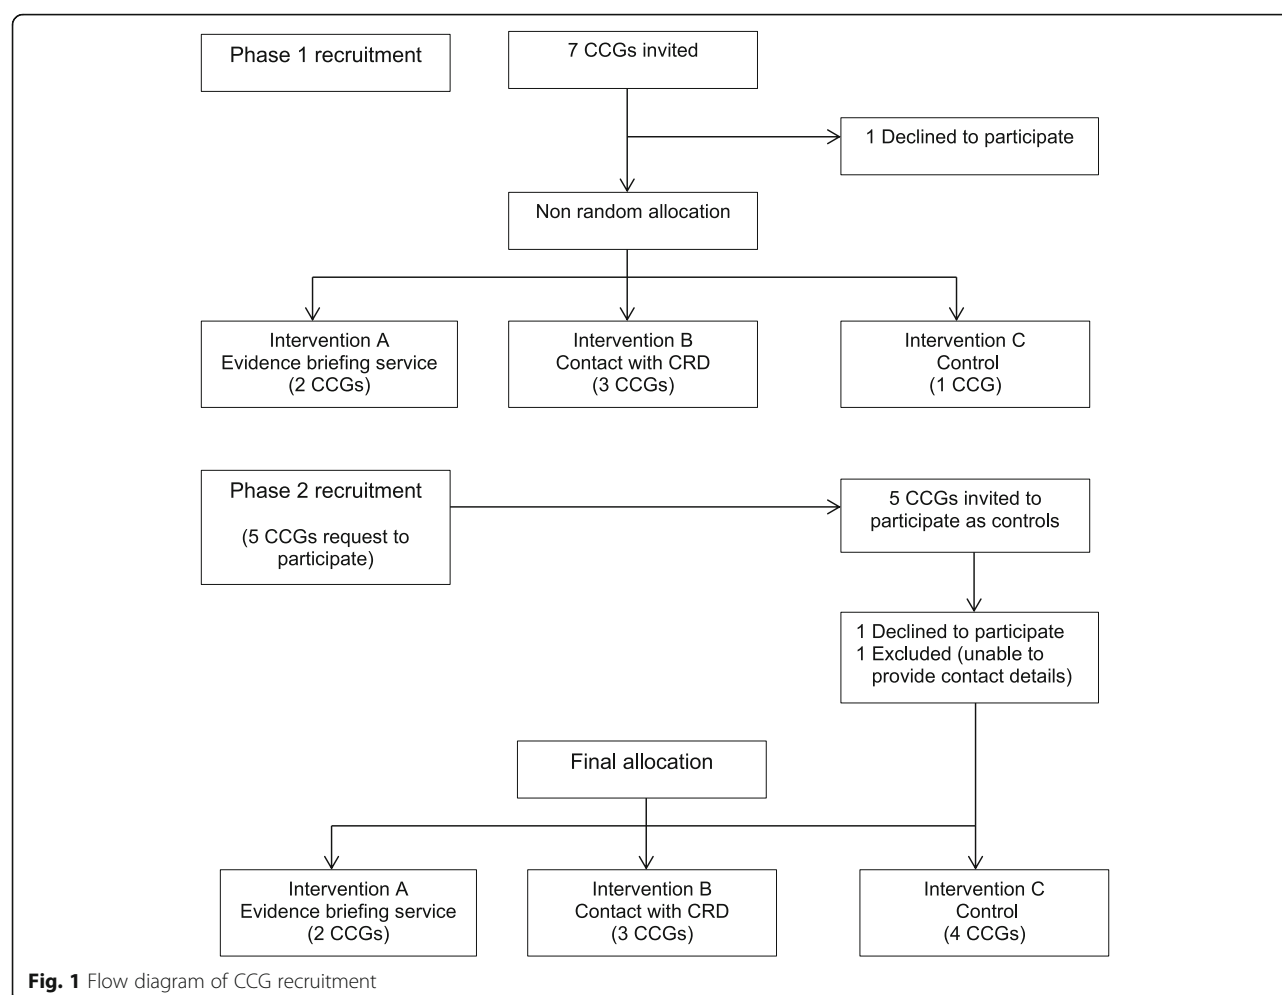 Phase 1 recruitment
7 CCGs invited
1 Declined to participate
Non random allocation
Intervention A
Evidence briefing service
(2 CCGs)
Intervention B
Contact with CRD
(3 CCGs)
Intervention C
Control
(1 CCG)
Phase 2 recruitment
(5 CCGs request to
participate)
5 CCGs invited to
participate as controls
1 Declined to participate
1 Excluded (unable to
provide contact details)
Final allocation
Intervention A
Evidence briefing service
(2 CCGs)
Intervention B
Contact with CRD
(3 CCGs)
Intervention C
Control
(4 CCGs)
Fig. 1 Flow diagram of CCG recruitment